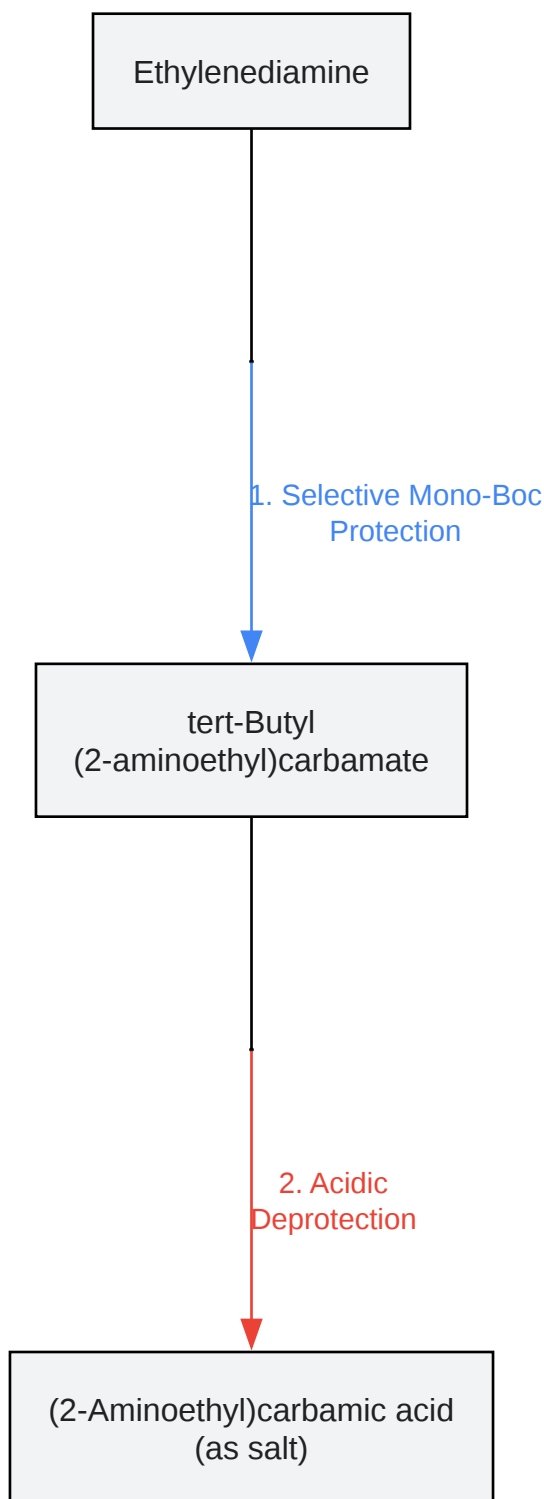 Ethylenediamine
1. Selective Mono-Boc
Protection
tert-Butyl
(2-aminoethyl)carbamate
2. Acidic
Deprotection
(2-Aminoethyl)carbamic acid
(as salt)